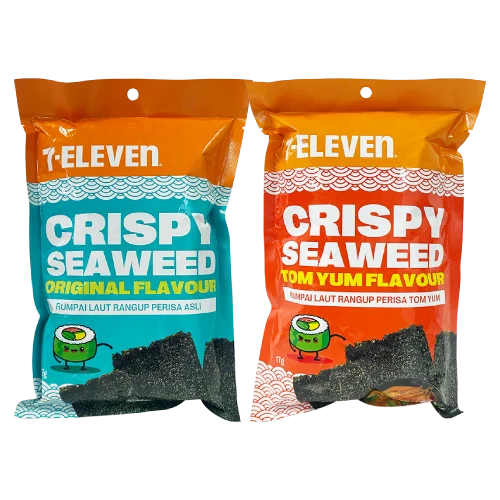 7-ELEVEN
CRISPY
SEAWEED
ORIGINAL FLAVOUR
RUMPAI LAUT RANGUP PERISA ASLI
7-ELEVEN
CRISPY
SEAWEED
TOM YUM FLAVOUR
RUMPAI LAUT RANGUP PERISA TOM YUM
17g